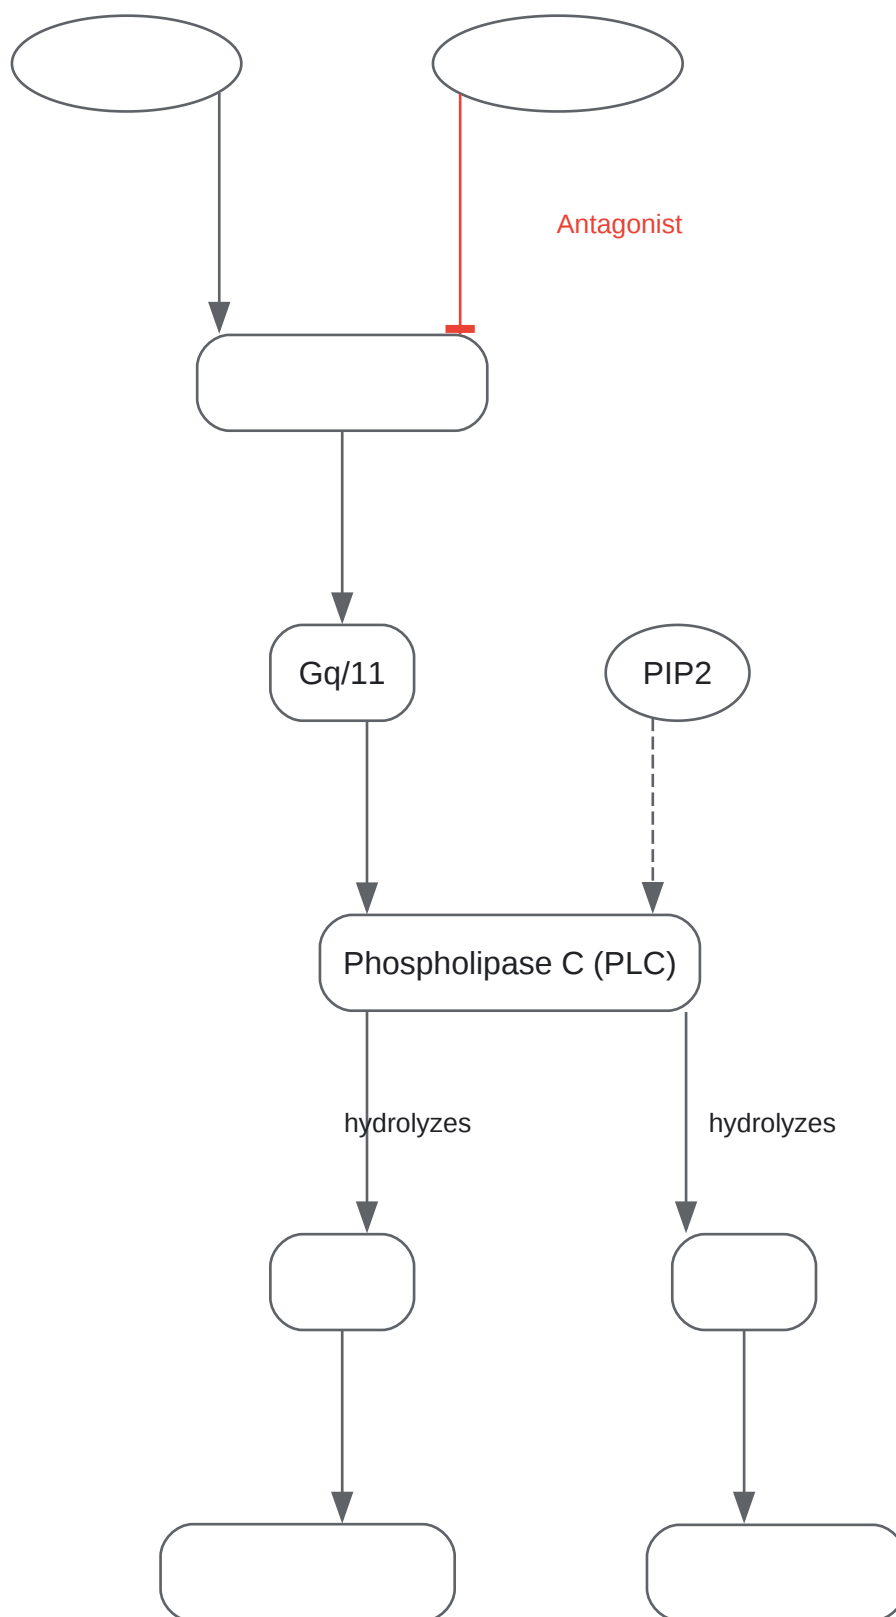 Antagonist
Gq/11
PIP2
Phospholipase C (PLC)
hydrolyzes
hydrolyzes